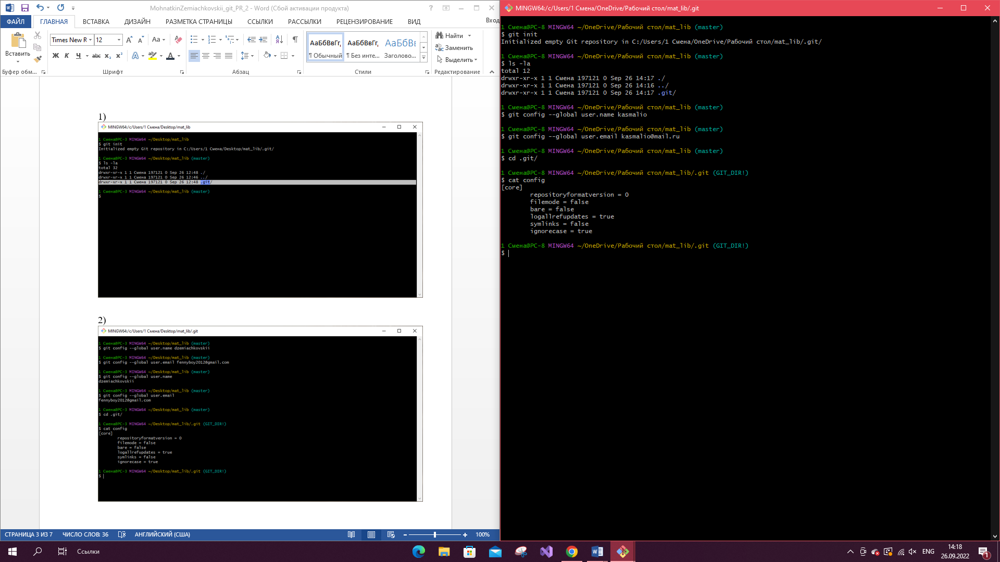 MohnatkinZemiachkovskii_git_PR_2 - Word (Сбой активации продукта)
ФАЙЛ ГЛАВНАЯ ВСТАВКА ДИЗАЙН РАЗМЕТКА СТРАНИЦЫ ССЫЛКИ РАССЫЛКИ РЕЦЕНЗИРОВАНИЕ ВИД Вход
Вставить
Times New R 12
Ж К Ч abc x₂ x²
АаБбВвГг, АаБбВвГг, АаБбВ
¶ Обычный ¶ Без инте... Заголово...
Найти
Заменить
Выделить
Буфер обм... Шрифт Абзац Стили Редактирование
1)
MINGW64:/c/Users/1 Смена/Desktop/mat_lib
1 Смена@PC-3 MINGW64 ~/Desktop/mat_lib
$ git init
Initialized empty Git repository in C:/Users/1 Смена/Desktop/mat_lib/.git/
1 Смена@PC-3 MINGW64 ~/Desktop/mat_lib (master)
$ ls -la
total 32
drwxr-xr-x 1 1 Смена 197121 0 Sep 26 12:48 ./
drwxr-xr-x 1 1 Смена 197121 0 Sep 26 12:46 ../
drwxr-xr-x 1 1 Смена 197121 0 Sep 26 12:48 .git/
1 Смена@PC-3 MINGW64 ~/Desktop/mat_lib (master)
$
2)
MINGW64:/c/Users/1 Смена/Desktop/mat_lib/.git
1 Смена@PC-3 MINGW64 ~/Desktop/mat_lib (master)
$ git config --global user.name dzemiachkovskii
1 Смена@PC-3 MINGW64 ~/Desktop/mat_lib (master)
$ git config --global user.email fennyboy2012@gmail.com
1 Смена@PC-3 MINGW64 ~/Desktop/mat_lib (master)
$ git config --global user.name
dzemiachkovskii
1 Смена@PC-3 MINGW64 ~/Desktop/mat_lib (master)
$ git config --global user.email
fennyboy2012@gmail.com
1 Смена@PC-3 MINGW64 ~/Desktop/mat_lib (master)
$ cd .git/
1 Смена@PC-3 MINGW64 ~/Desktop/mat_lib/.git (GIT_DIR!)
$ cat config
[core]
repositoryformatversion = 0
filemode = false
bare = false
logallrefupdates = true
symlinks = false
ignorecase = true
1 Смена@PC-3 MINGW64 ~/Desktop/mat_lib/.git (GIT_DIR!)
$
СТРАНИЦА 3 ИЗ 7 ЧИСЛО СЛОВ: 36 АНГЛИЙСКИЙ (США) 100%
MINGW64:/c/Users/1 Смена/OneDrive/Рабочий стол/mat_lib/.git
1 Смена@PC-8 MINGW64 ~/OneDrive/Рабочий стол/mat_lib (master)
$ git init
Initialized empty Git repository in C:/Users/1 Смена/OneDrive/Рабочий стол/mat_lib/.git/
1 Смена@PC-8 MINGW64 ~/OneDrive/Рабочий стол/mat_lib (master)
$ ls -la
total 12
drwxr-xr-x 1 1 Смена 197121 0 Sep 26 14:17 ./
drwxr-xr-x 1 1 Смена 197121 0 Sep 26 14:16 ../
drwxr-xr-x 1 1 Смена 197121 0 Sep 26 14:17 .git/
1 Смена@PC-8 MINGW64 ~/OneDrive/Рабочий стол/mat_lib (master)
$ git config --global user.name kasmalio
1 Смена@PC-8 MINGW64 ~/OneDrive/Рабочий стол/mat_lib (master)
$ git config --global user.email kasmalio@mail.ru
1 Смена@PC-8 MINGW64 ~/OneDrive/Рабочий стол/mat_lib (master)
$ cd .git/
1 Смена@PC-8 MINGW64 ~/OneDrive/Рабочий стол/mat_lib/.git (GIT_DIR!)
$ cat config
[core]
repositoryformatversion = 0
filemode = false
bare = false
logallrefupdates = true
symlinks = false
ignorecase = true
1 Смена@PC-8 MINGW64 ~/OneDrive/Рабочий стол/mat_lib/.git (GIT_DIR!)
$
Ссылки
ENG
14:18
26.09.2022
1